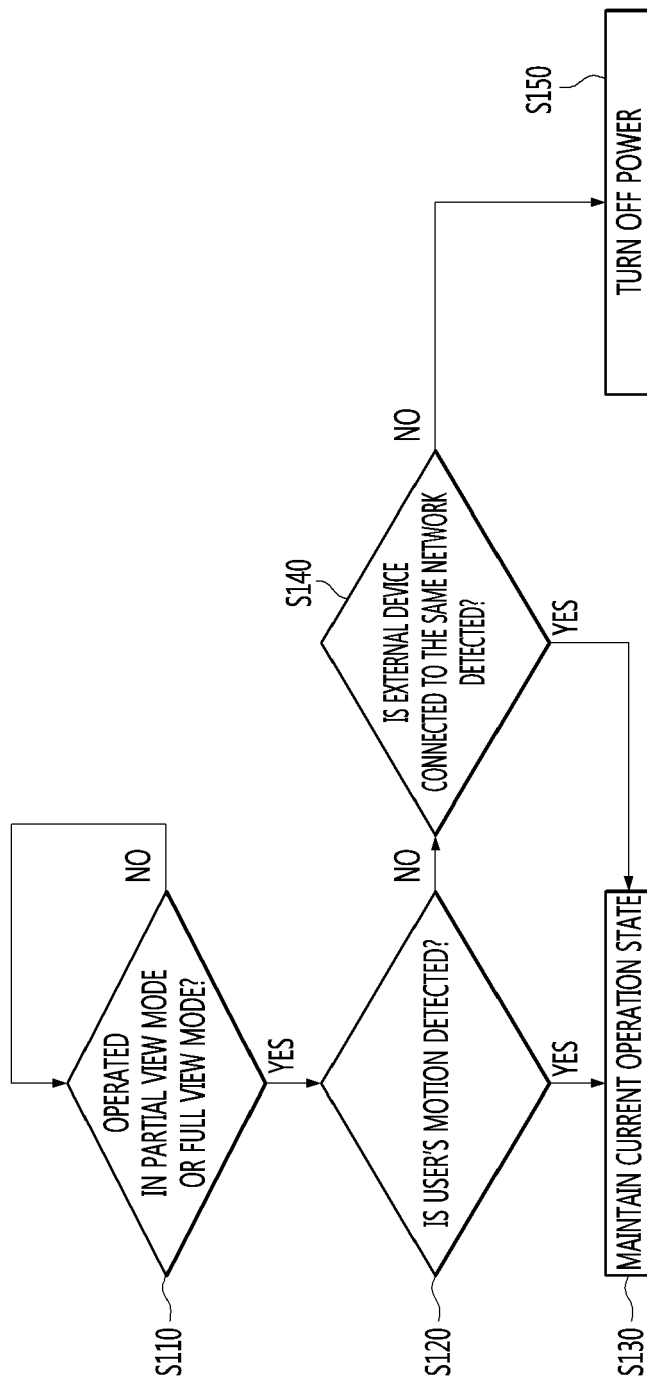 S110
OPERATED
IN PARTIAL VIEW MODE
OR FULL VIEW MODE?
NO
YES
S120
IS USER'S MOTION DETECTED?
NO
YES
S140
IS EXTERNAL DEVICE
CONNECTED TO THE SAME NETWORK
DETECTED?
NO
YES
S130
MAINTAIN CURRENT OPERATION STATE
S150
TURN OFF POWER